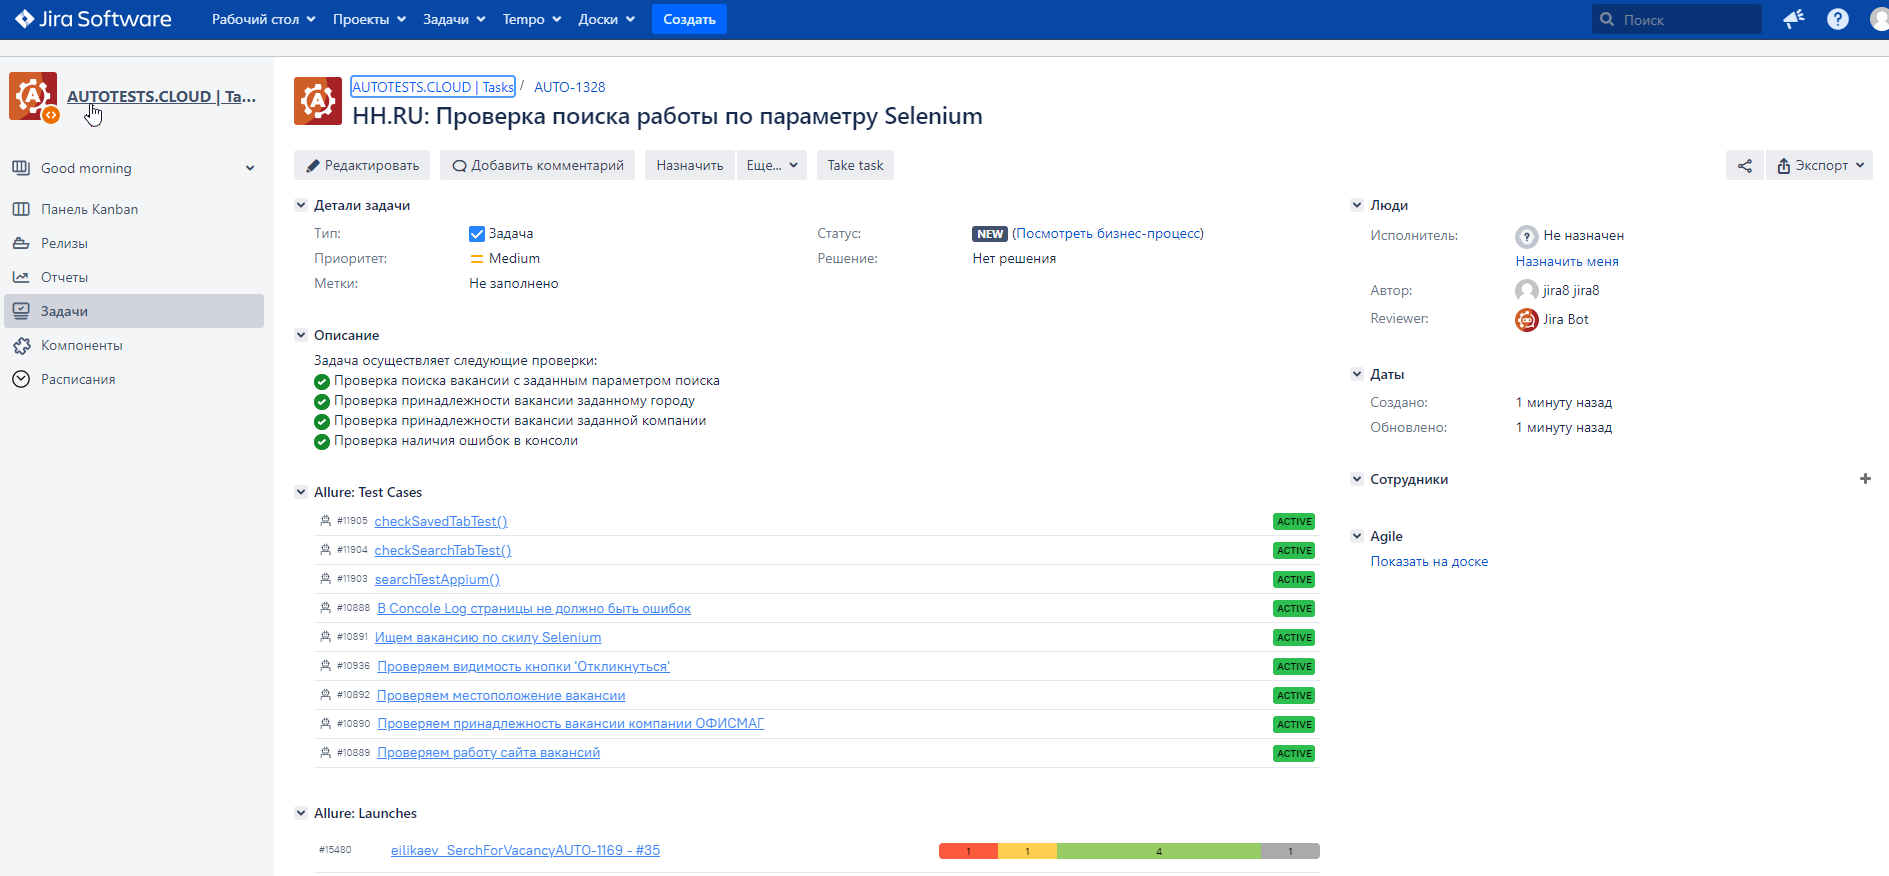 Jira Software
Рабочий стол Проекты Задачи Tempo Доски Создать Поиск
AUTOTESTS.CLOUD | Ta...
Good morning
Панель Kanban
Релизы
Отчеты
Задачи
Компоненты
Расписания
AUTOTESTS.CLOUD | Tasks / AUTO-1328
HH.RU: Проверка поиска работы по параметру Selenium
Редактировать Добавить комментарий Назначить Еще... Take task Экспорт
Детали задачи
Тип: Задача
Приоритет: Medium
Метки: Не заполнено
Статус: NEW (Посмотреть бизнес-процесс)
Решение: Нет решения
Описание
Задача осуществляет следующие проверки:
Проверка поиска вакансии с заданным параметром поиска
Проверка принадлежности вакансии заданному городу
Проверка принадлежности вакансии заданной компании
Проверка наличия ошибок в консоли
Allure: Test Cases
#11905 checkSavedTabTest() ACTIVE
#11904 checkSearchTabTest() ACTIVE
#11903 searchTestAppium() ACTIVE
#10888 В Concole Log страницы не должно быть ошибок ACTIVE
#10891 Ищем вакансию по скилу Selenium ACTIVE
#10936 Проверяем видимость кнопки 'Откликнуться' ACTIVE
#10892 Проверяем местоположение вакансии ACTIVE
#10890 Проверяем принадлежность вакансии компании ОФИСМАГ ACTIVE
#10889 Проверяем работу сайта вакансий ACTIVE
Allure: Launches
#15480 eilikaev_SerchForVacancyAUTO-1169 - #35 1 1 4 1
Люди
Исполнитель: Не назначен
Назначить меня
Автор: jira8 jira8
Reviewer: Jira Bot
Даты
Создано: 1 минуту назад
Обновлено: 1 минуту назад
Сотрудники
Agile
Показать на доске